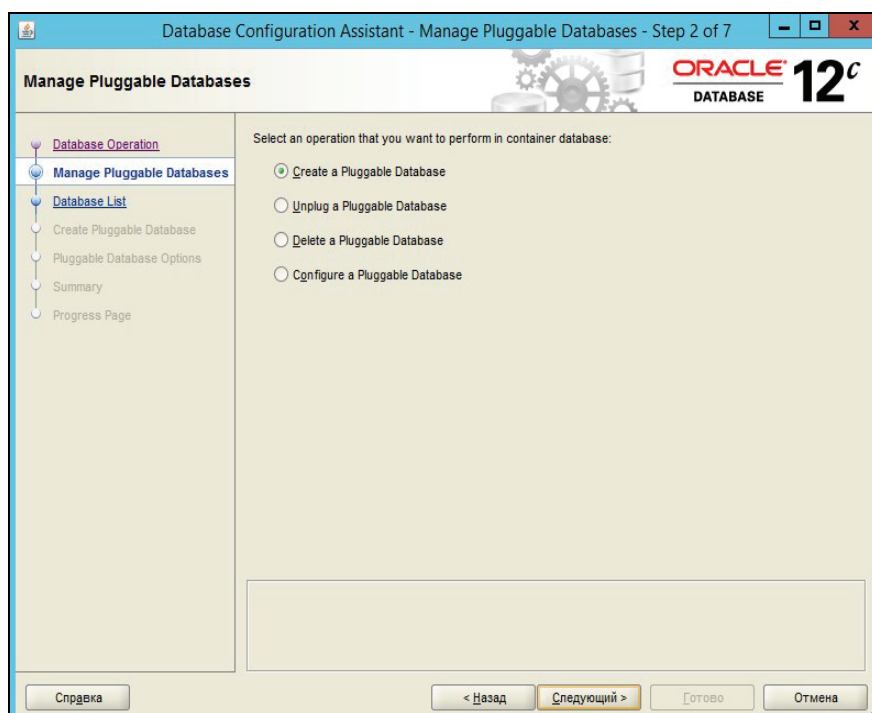 Database Configuration Assistant - Manage Pluggable Databases - Step 2 of 7
Manage Pluggable Databases
ORACLE
DATABASE
12c
Database Operation
Manage Pluggable Databases
Database List
Create Pluggable Database
Pluggable Database Options
Summary
Progress Page
Select an operation that you want to perform in container database:
Create a Pluggable Database
Unplug a Pluggable Database
Delete a Pluggable Database
Configure a Pluggable Database
Справка
< Назад
Следующий >
Готово
Отмена